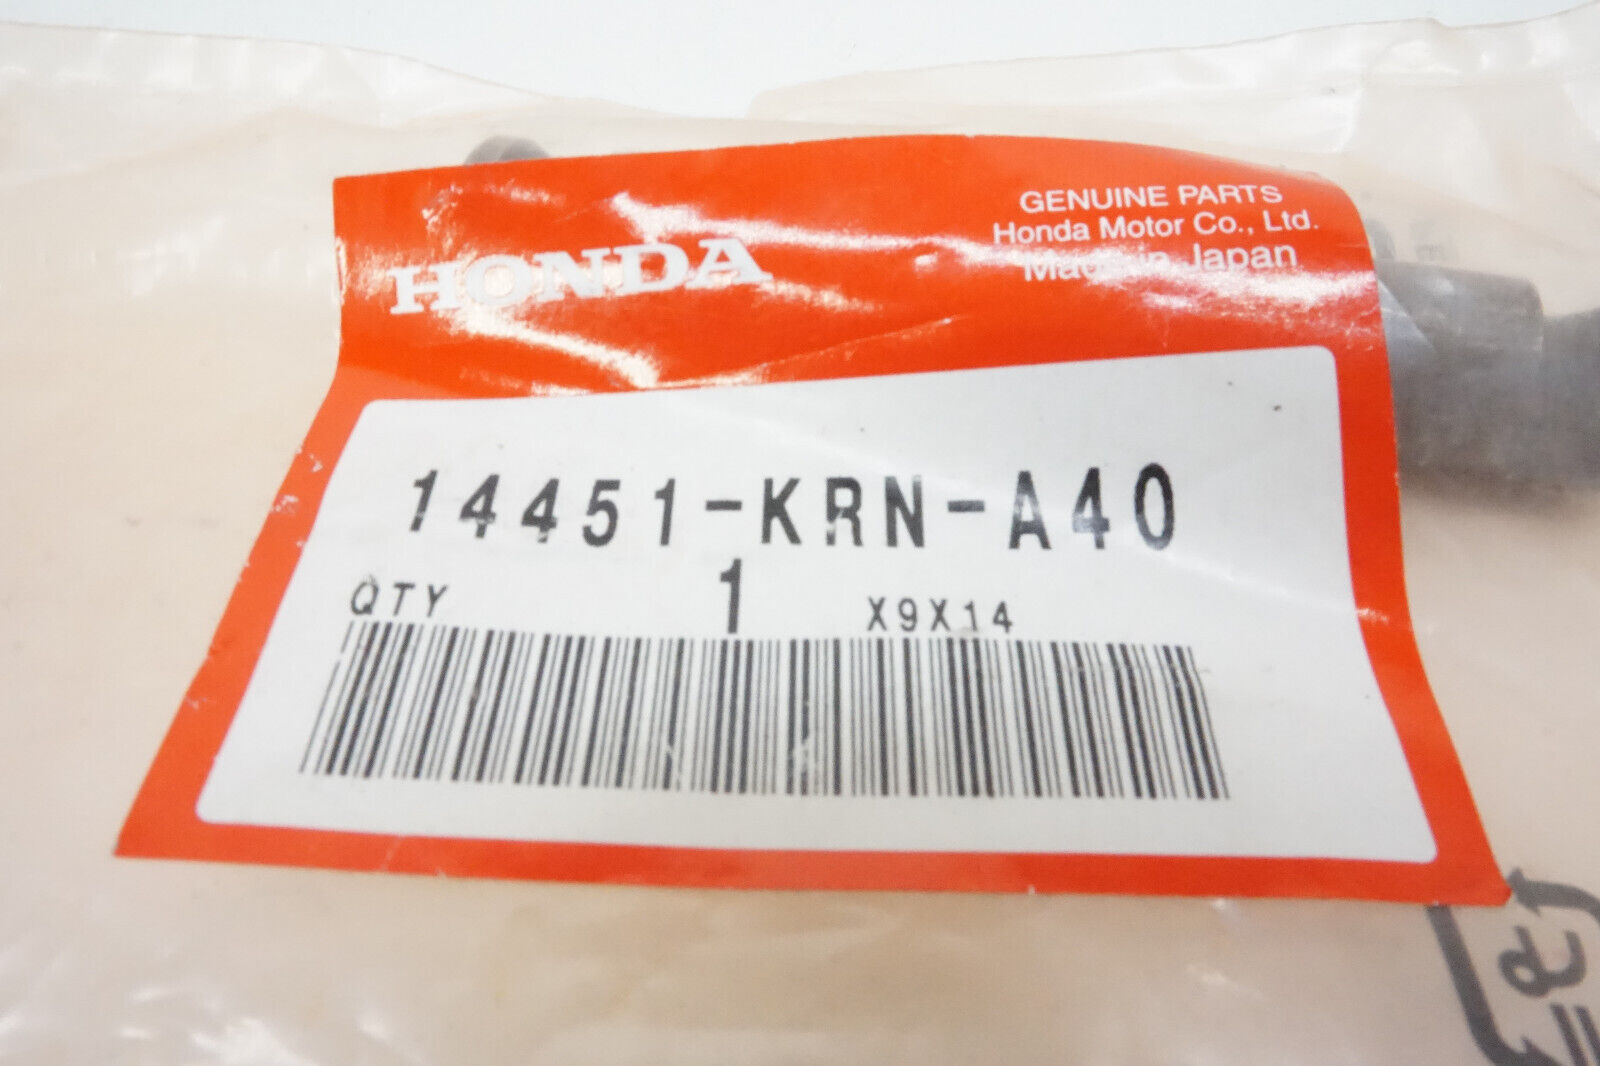 HONDA
GENUINE PARTS
Honda Motor Co., Ltd.
Made in Japan
14451-KRN-A40
QTY 1 X9X14